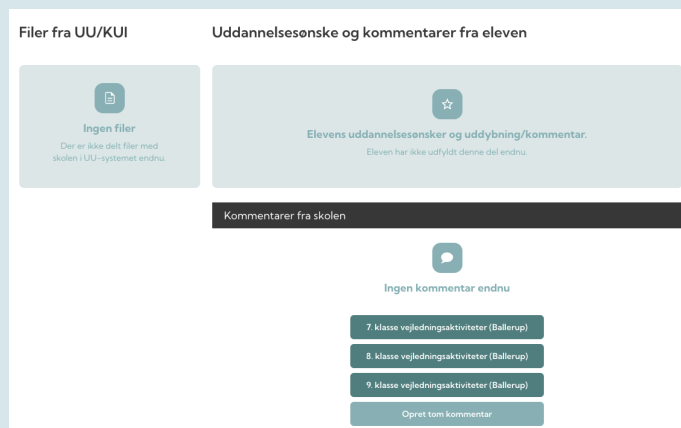 Filer fra UU/KUI
Ingen filer
Der er ikke delt filer med
skolen i UU-systemet endnu.
Uddannelsesønske og kommentarer fra eleven
Elevens uddannelsesønsker og uddybning/kommentar.
Eleven har ikke udfyldt denne del endnu.
Kommentarer fra skolen
Ingen kommentar endnu
7. klasse vejledningsaktiviteter (Ballerup)
8. klasse vejledningsaktiviteter (Ballerup)
9. klasse vejledningsaktiviteter (Ballerup)
Opret tom kommentar